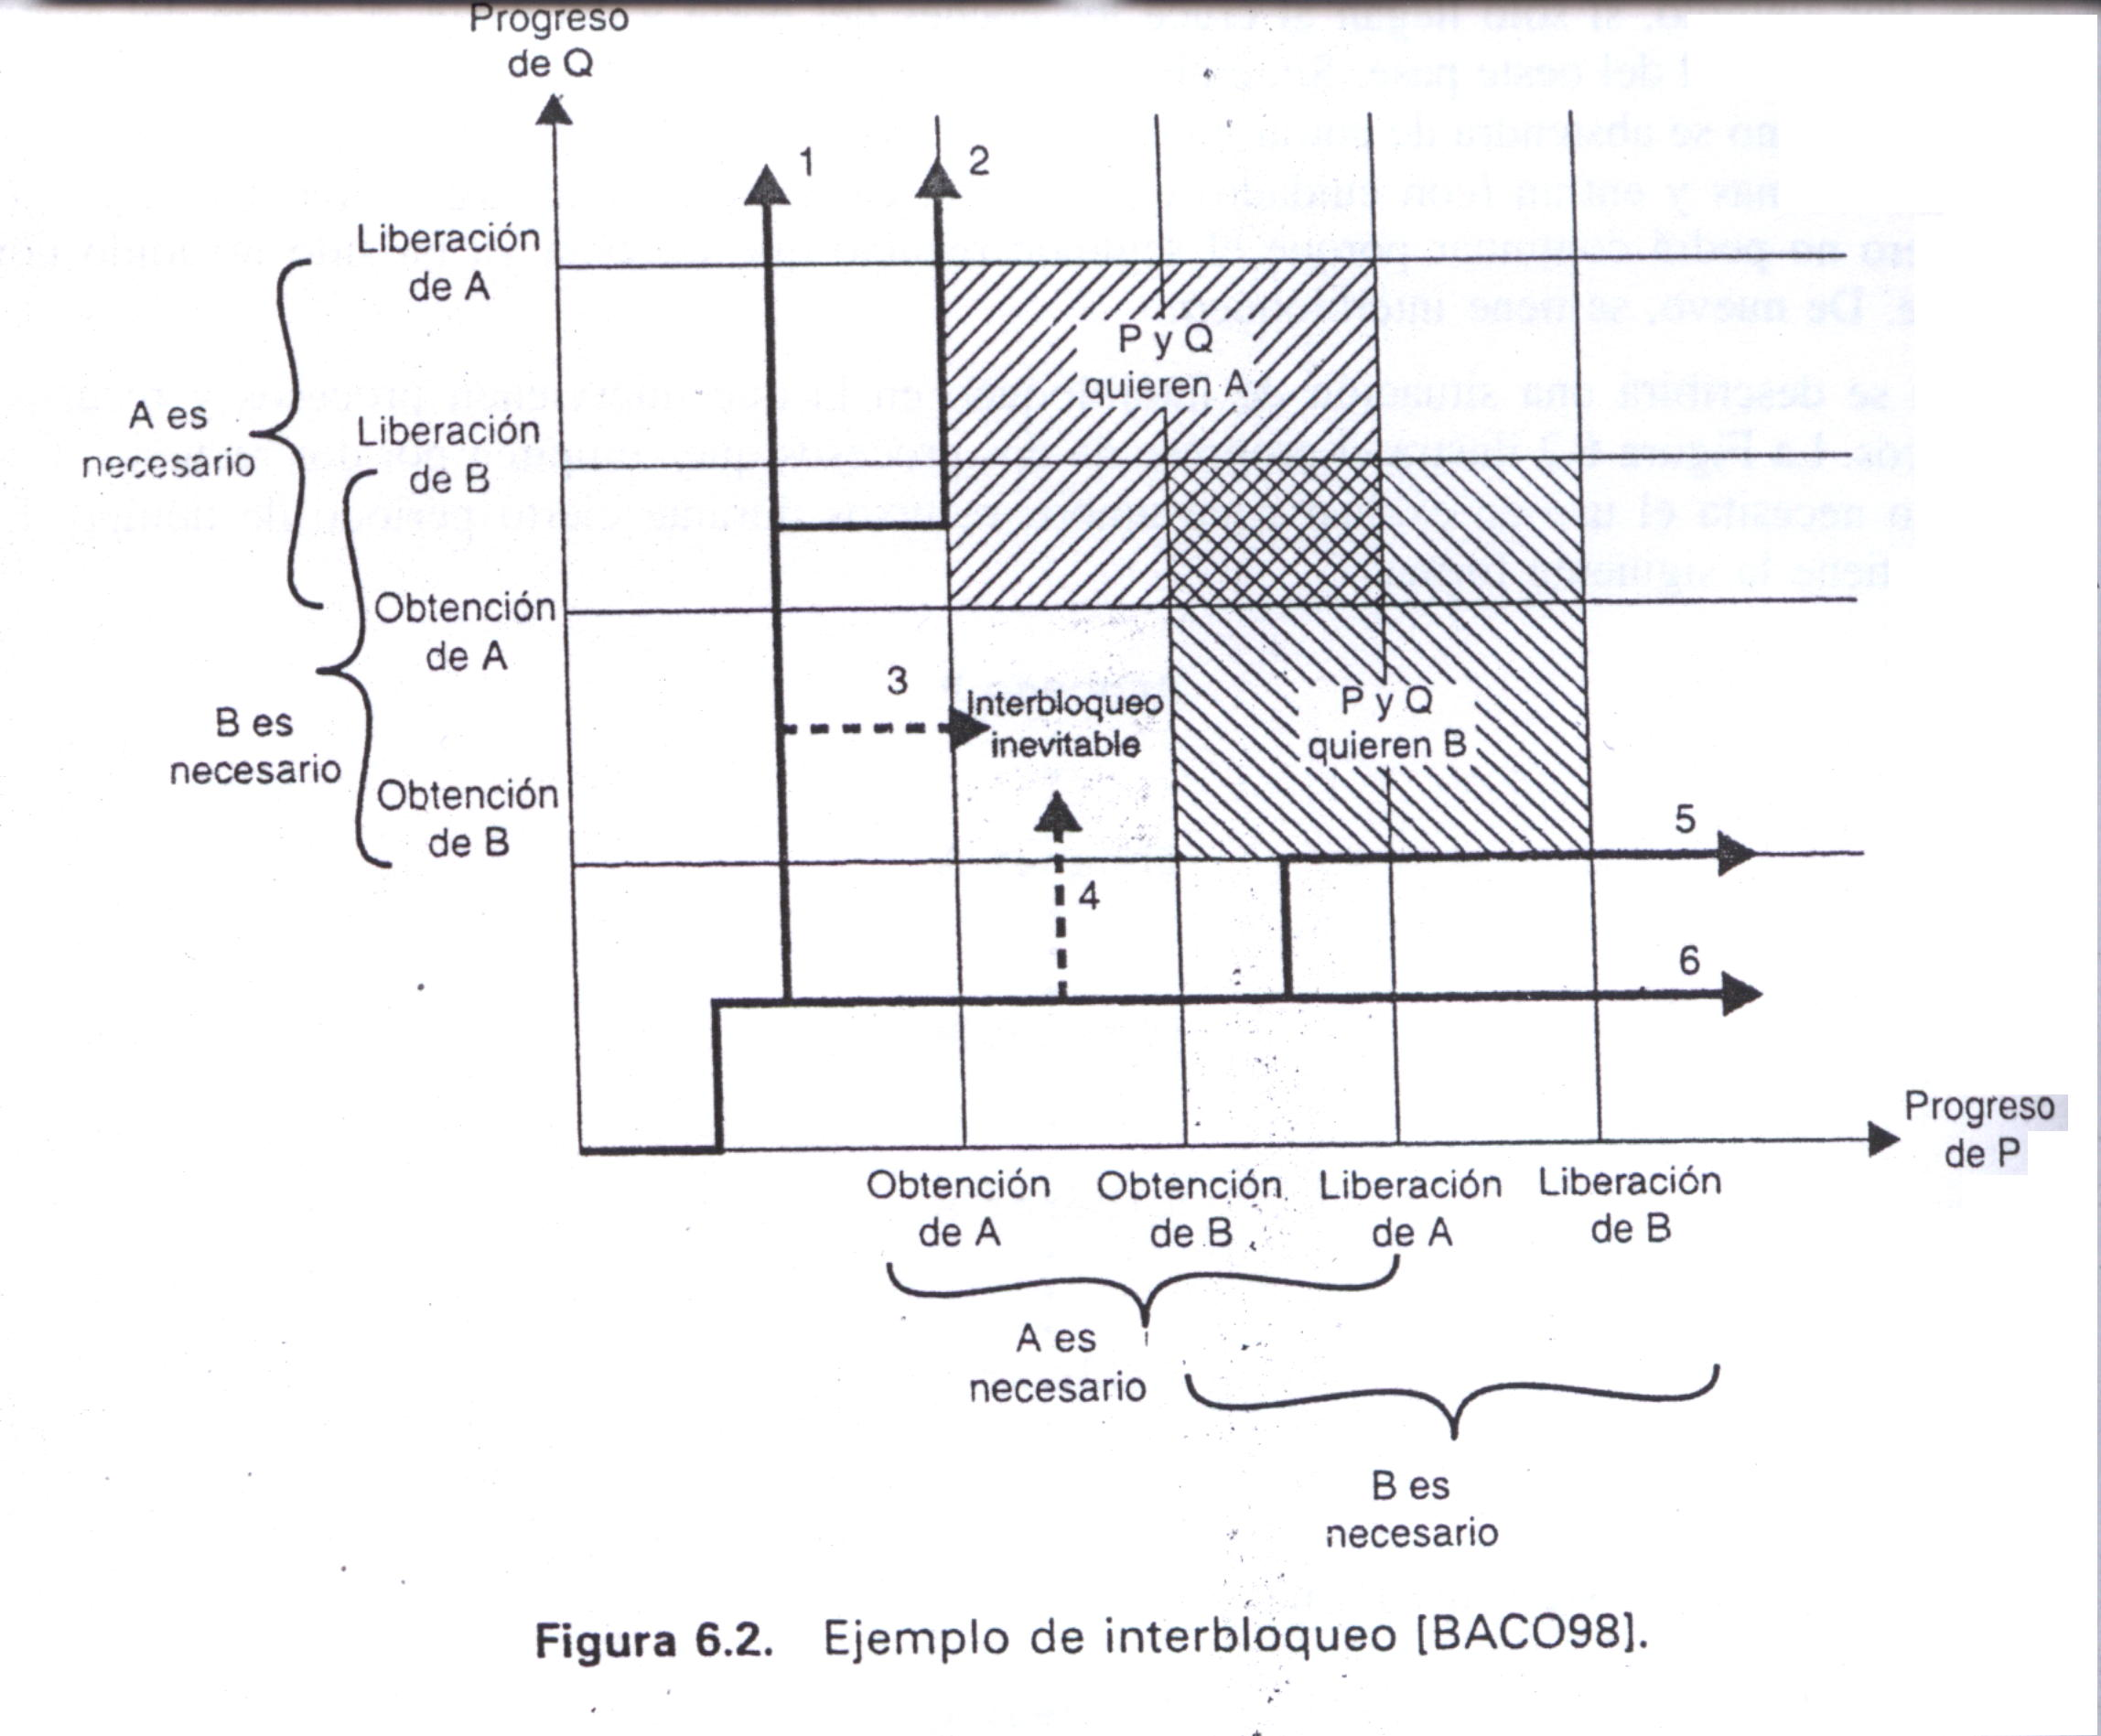 Progreso
de Q
1
2
Liberación
de A
P y Q
quieren A
A es
necesario
Liberación
de B
Obtención
de A
3
Interbloqueo
inevitable
P y Q
quieren B
B es
necesario
Obtención
de B
4
5
6
Progreso
de P
Obtención
de A
Obtención
de B
Liberación
de A
Liberación
de B
A es
necesario
B es
necesario
Figura 6.2. Ejemplo de interbloqueo [BACO98].